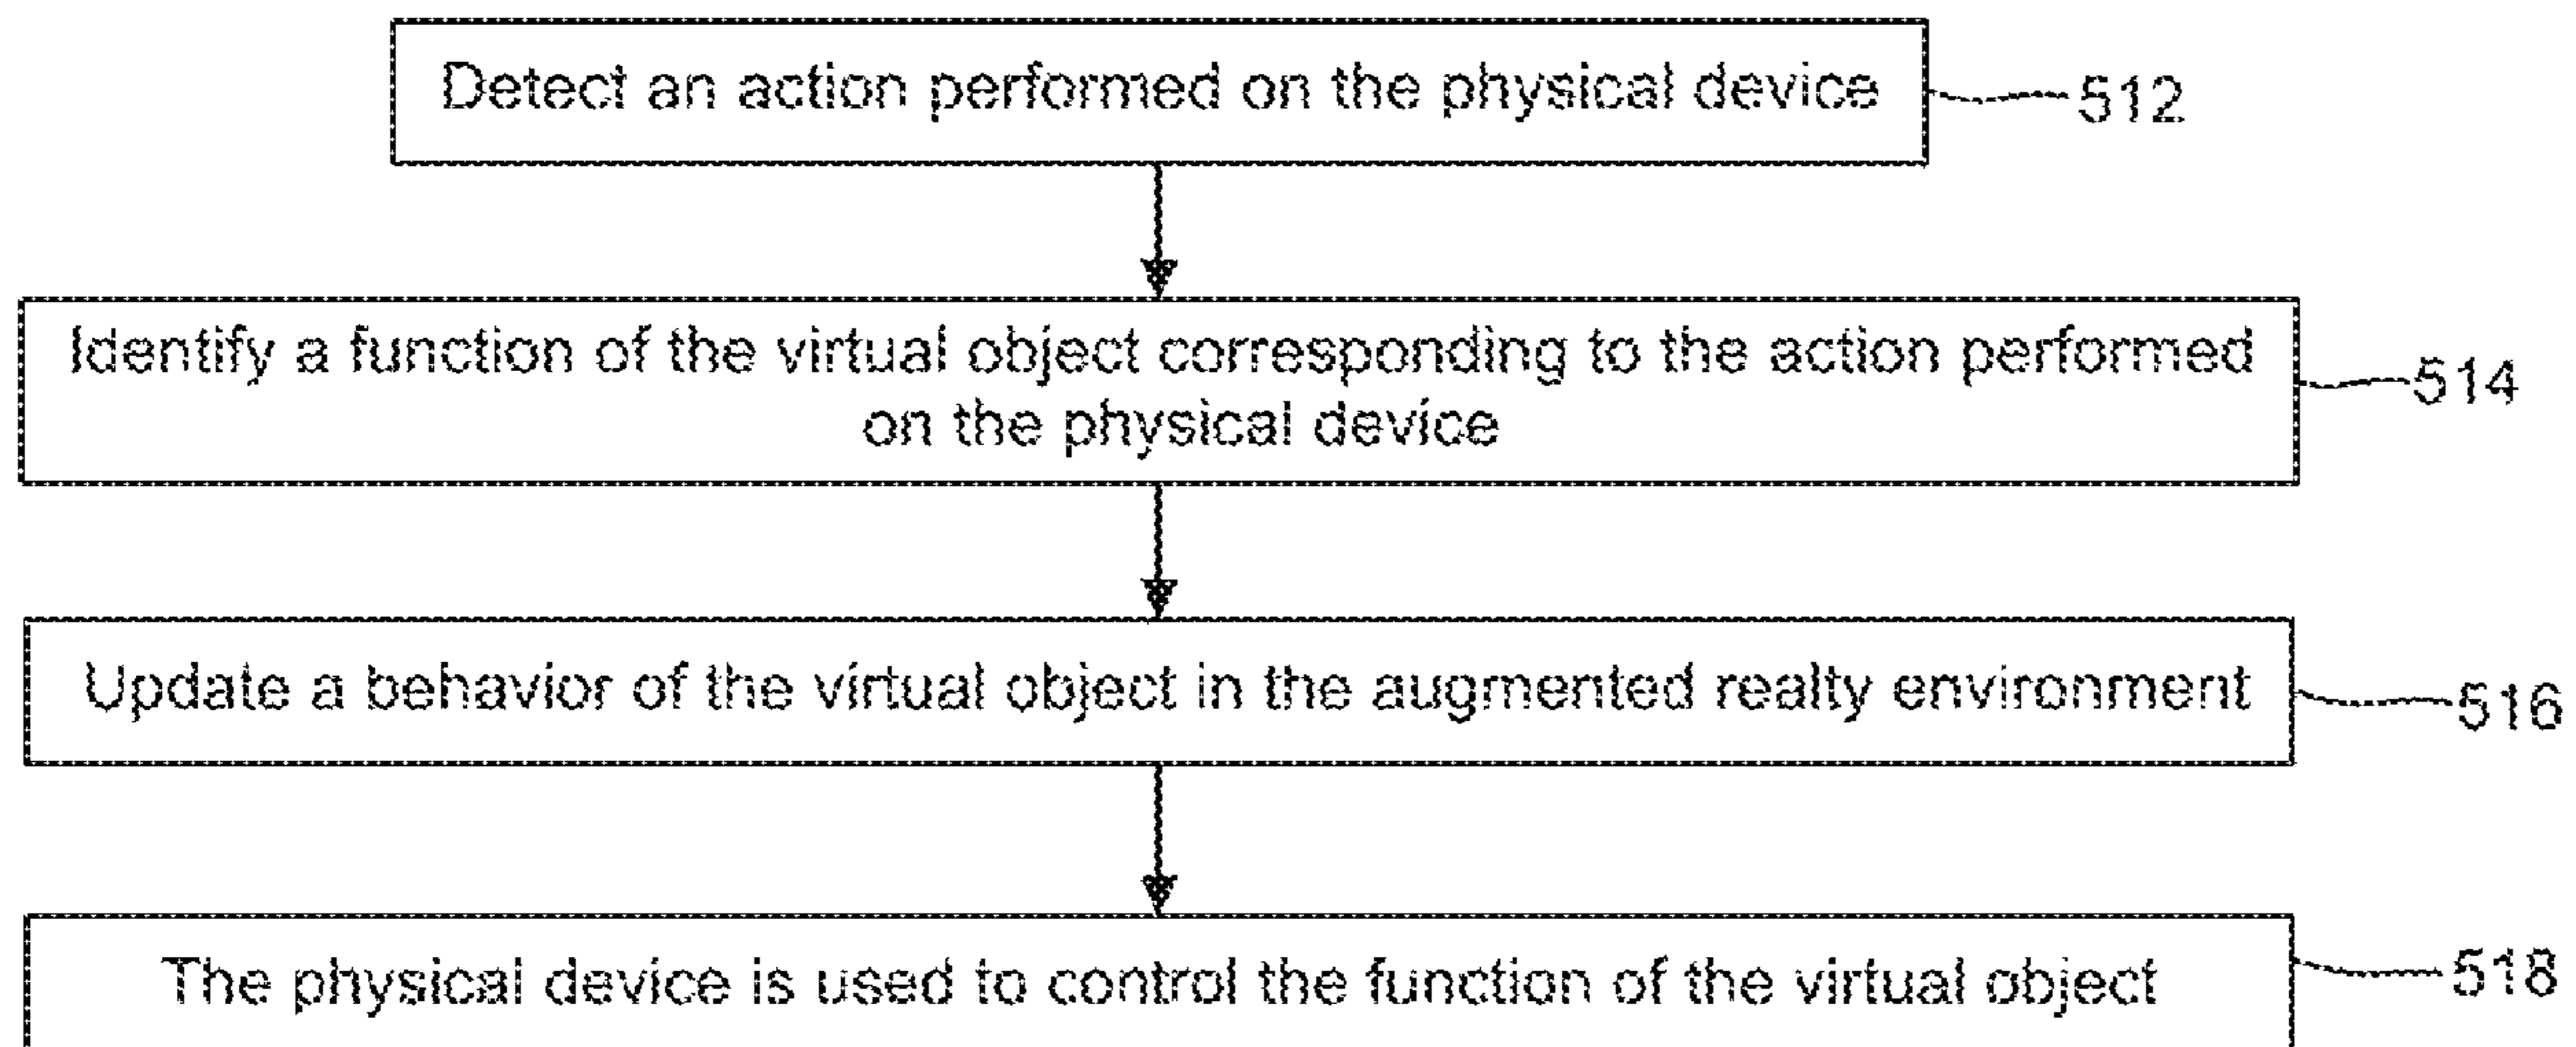 Detect an action performed on the physical device
512
Identify a function of the virtual object corresponding to the action performed
on the physical device
514
Update a behavior of the virtual object in the augmented realty environment
516
The physical device is used to control the function of the virtual object
518